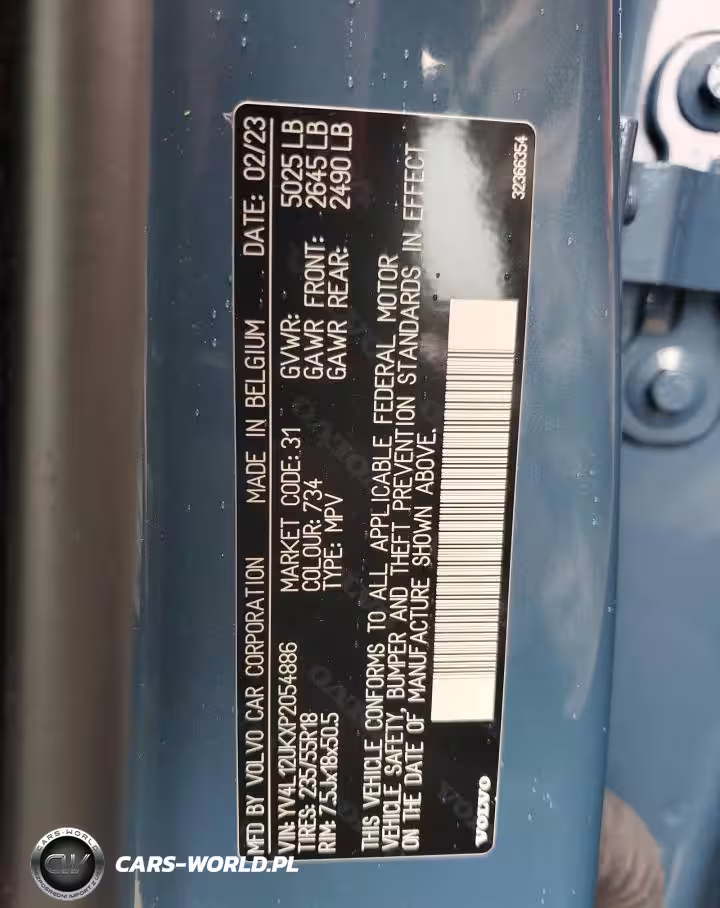 MFD BY VOLVO CAR CORPORATION MADE IN BELGIUM DATE: 02/23
VIN: YV4L12UKXP2054886 MARKET CODE: 31 GVWR: 5025 LB
TIRES: 235/55R18 COLOUR: 734 GAWR FRONT: 2645 LB
RIM: 7.5Jx18x50.5 TYPE: MPV GAWR REAR: 2490 LB
THIS VEHICLE CONFORMS TO ALL APPLICABLE FEDERAL MOTOR
VEHICLE SAFETY, BUMPER AND THEFT PREVENTION STANDARDS IN EFFECT
ON THE DATE OF MANUFACTURE SHOWN ABOVE.
VOLVO
32366354
CARS-WORLD
CW
CARS-WORLD.PL